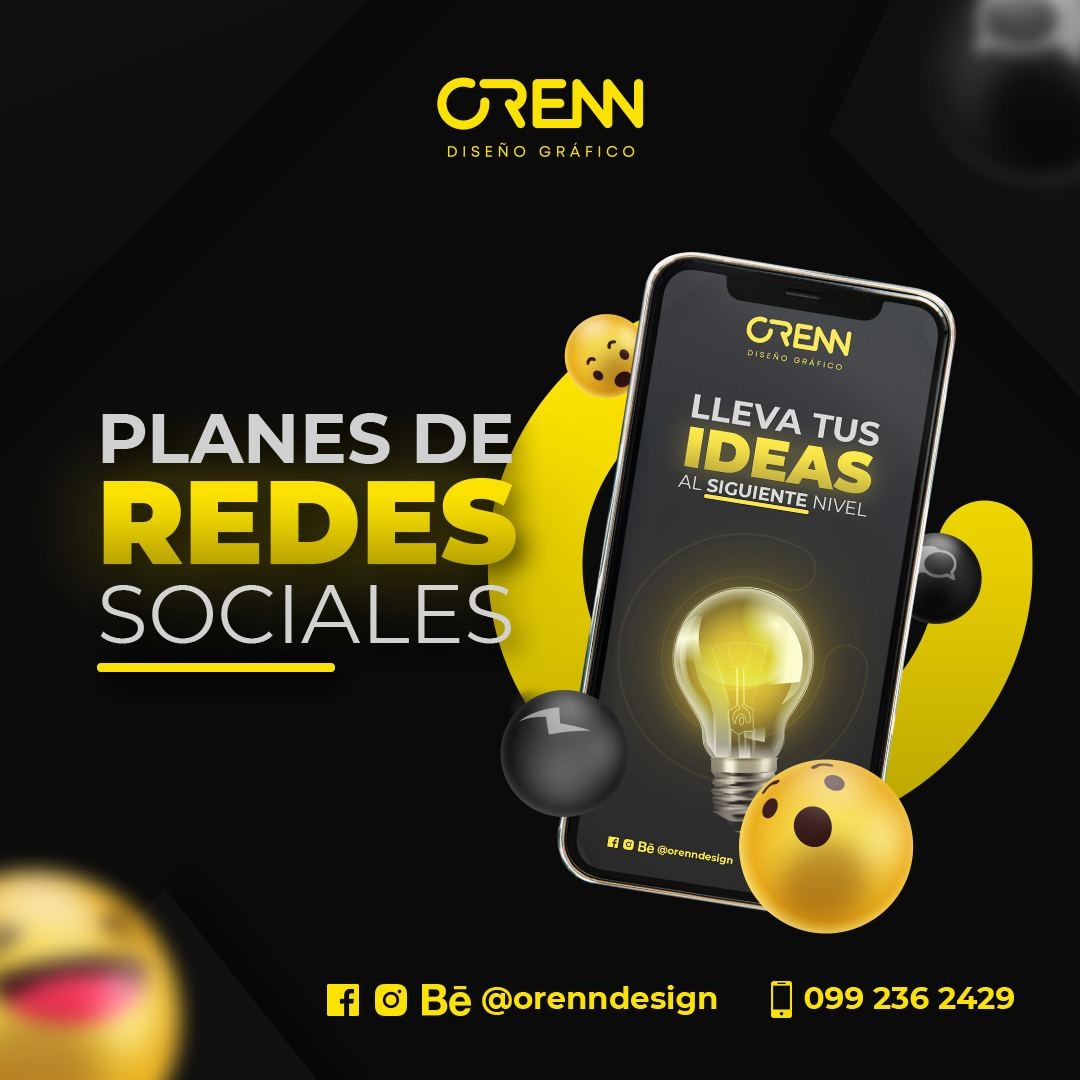 ORENN
DISEÑO GRÁFICO
PLANES DE
REDES
SOCIALES
ORENN
DISEÑO GRÁFICO
LLEVA TUS
IDEAS
AL SIGUIENTE NIVEL
Bē @orenndesign
Bē @orenndesign 099 236 2429